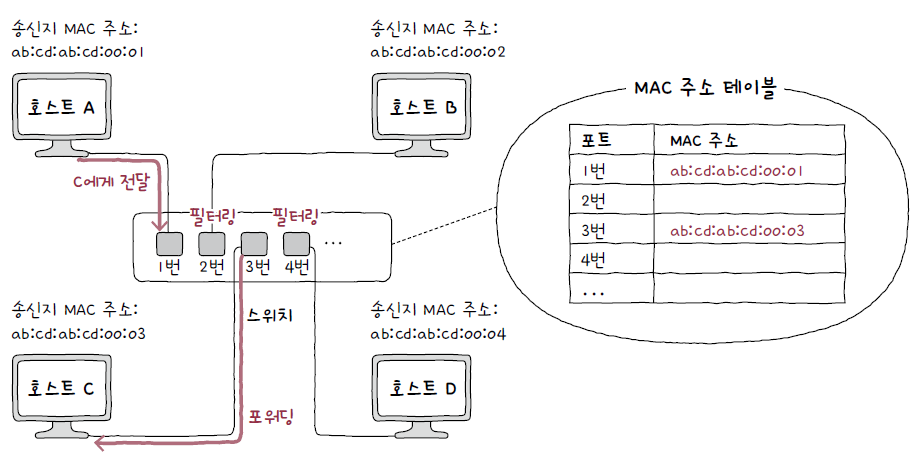 송신지 MAC 주소:
ab:cd:ab:cd:00:01
호스트 A
송신지 MAC 주소:
ab:cd:ab:cd:00:02
호스트 B
C에게 전달
필터링
필터링
1번
2번
3번
4번
...
스위치
송신지 MAC 주소:
ab:cd:ab:cd:00:03
호스트 C
포워딩
송신지 MAC 주소:
ab:cd:ab:cd:00:04
호스트 D
MAC 주소 테이블
포트 MAC 주소
1번 ab:cd:ab:cd:00:01
2번
3번 ab:cd:ab:cd:00:03
4번
...